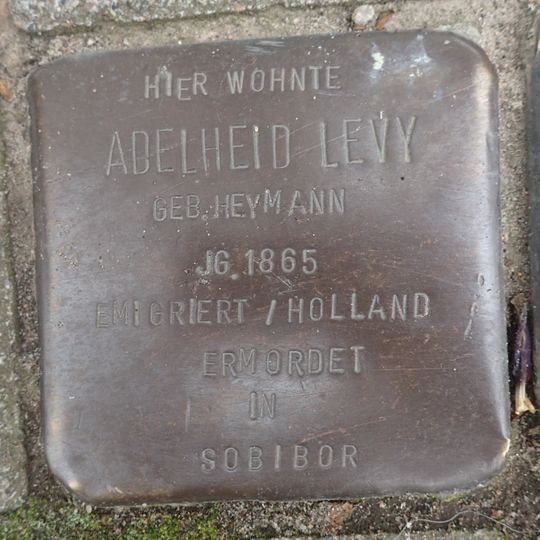 HIER WOHNTE
ADELHEID LEVY
GEB. HEYMANN
JG. 1865
EMIGRIERT / HOLLAND
ERMORDET
IN
SOBIBOR